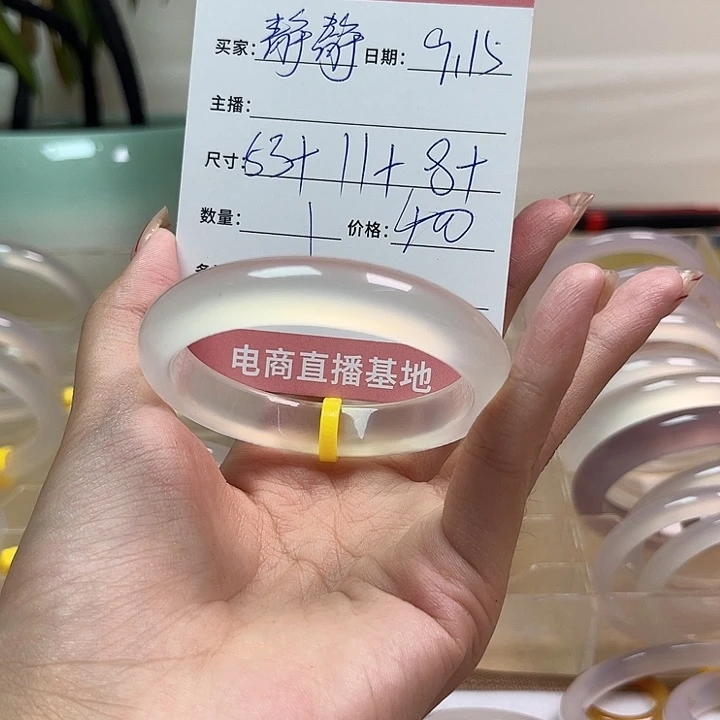 买家: 静静 日期: 9.15
主播:
尺寸: 53+ 11+ 8+
数量: 1 价格: 400
电商直播基地